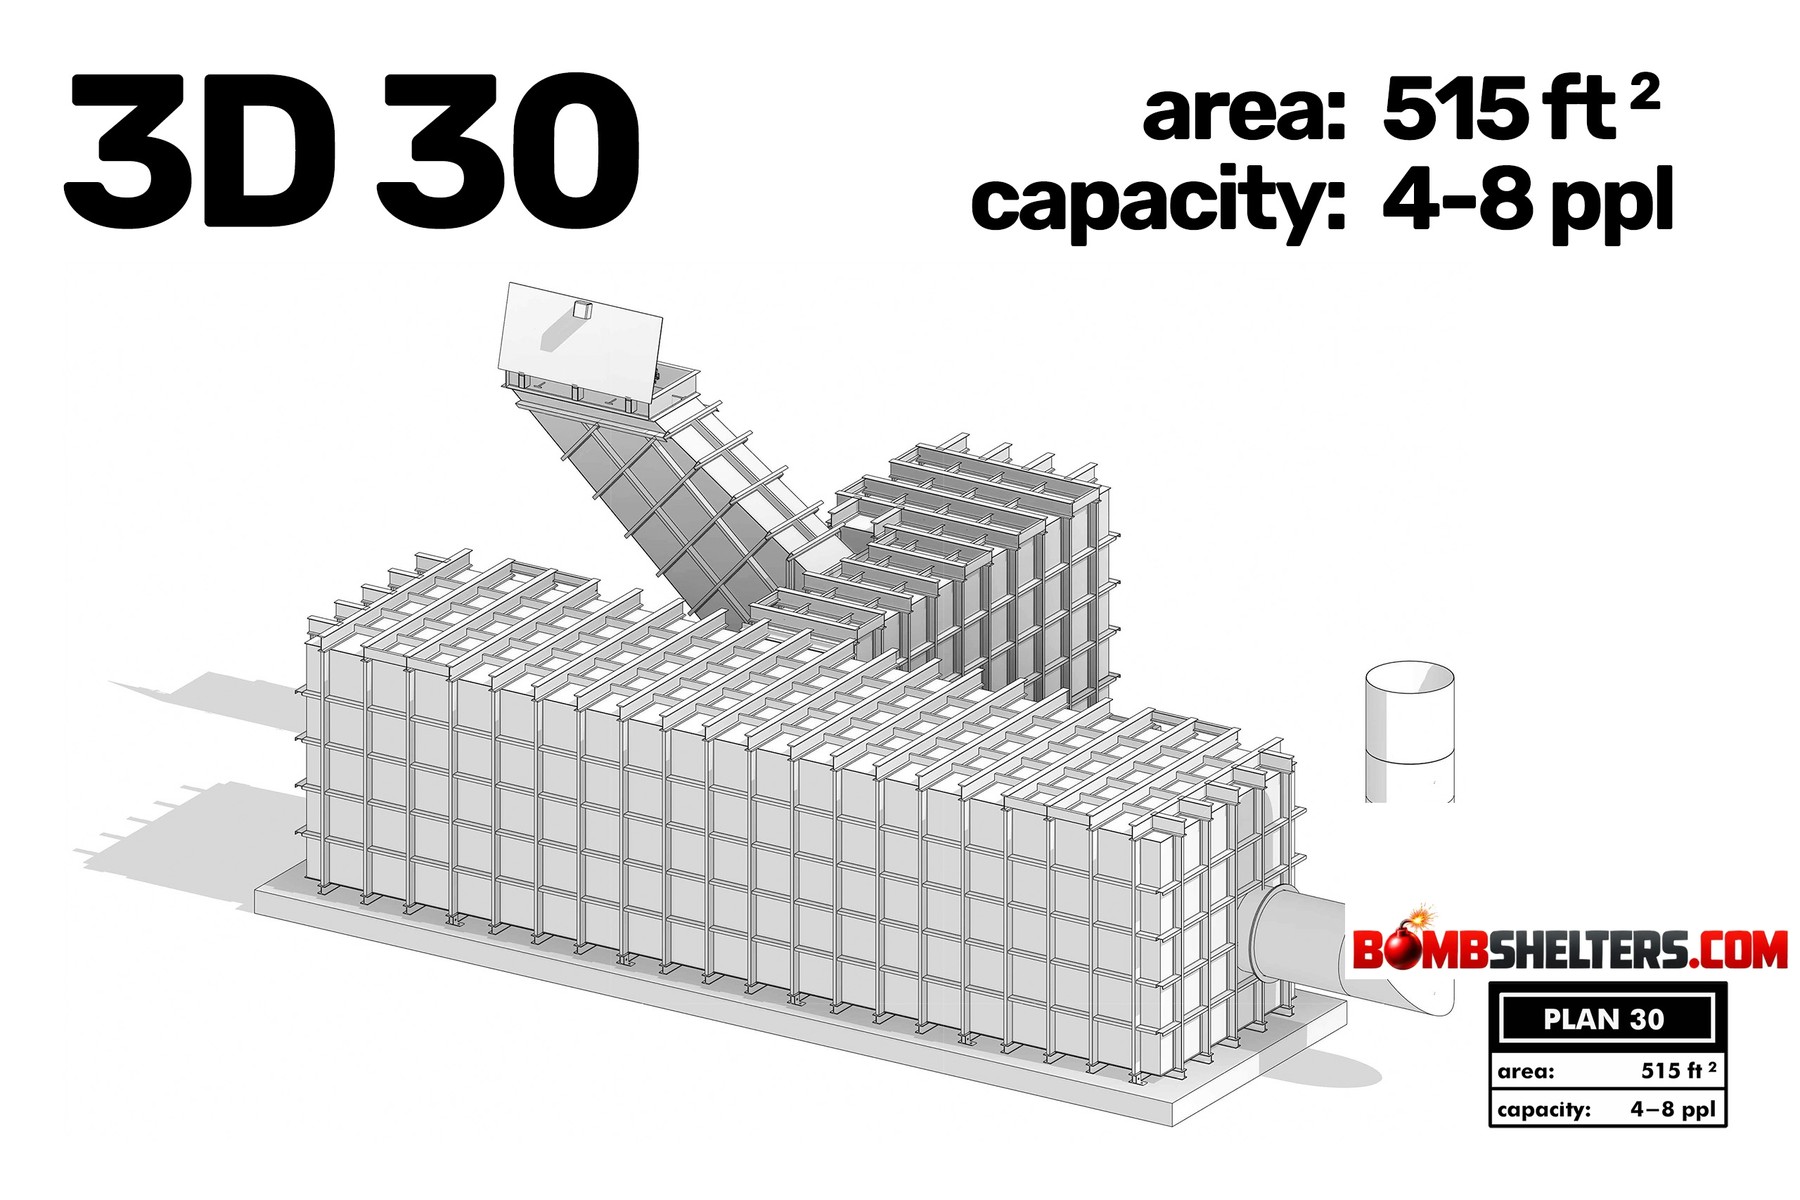 3D 30
area: 515 ft ²
capacity: 4-8 ppl
BOMBSHELTERS.COM
PLAN 30
area: 515 ft ²
capacity: 4-8 ppl